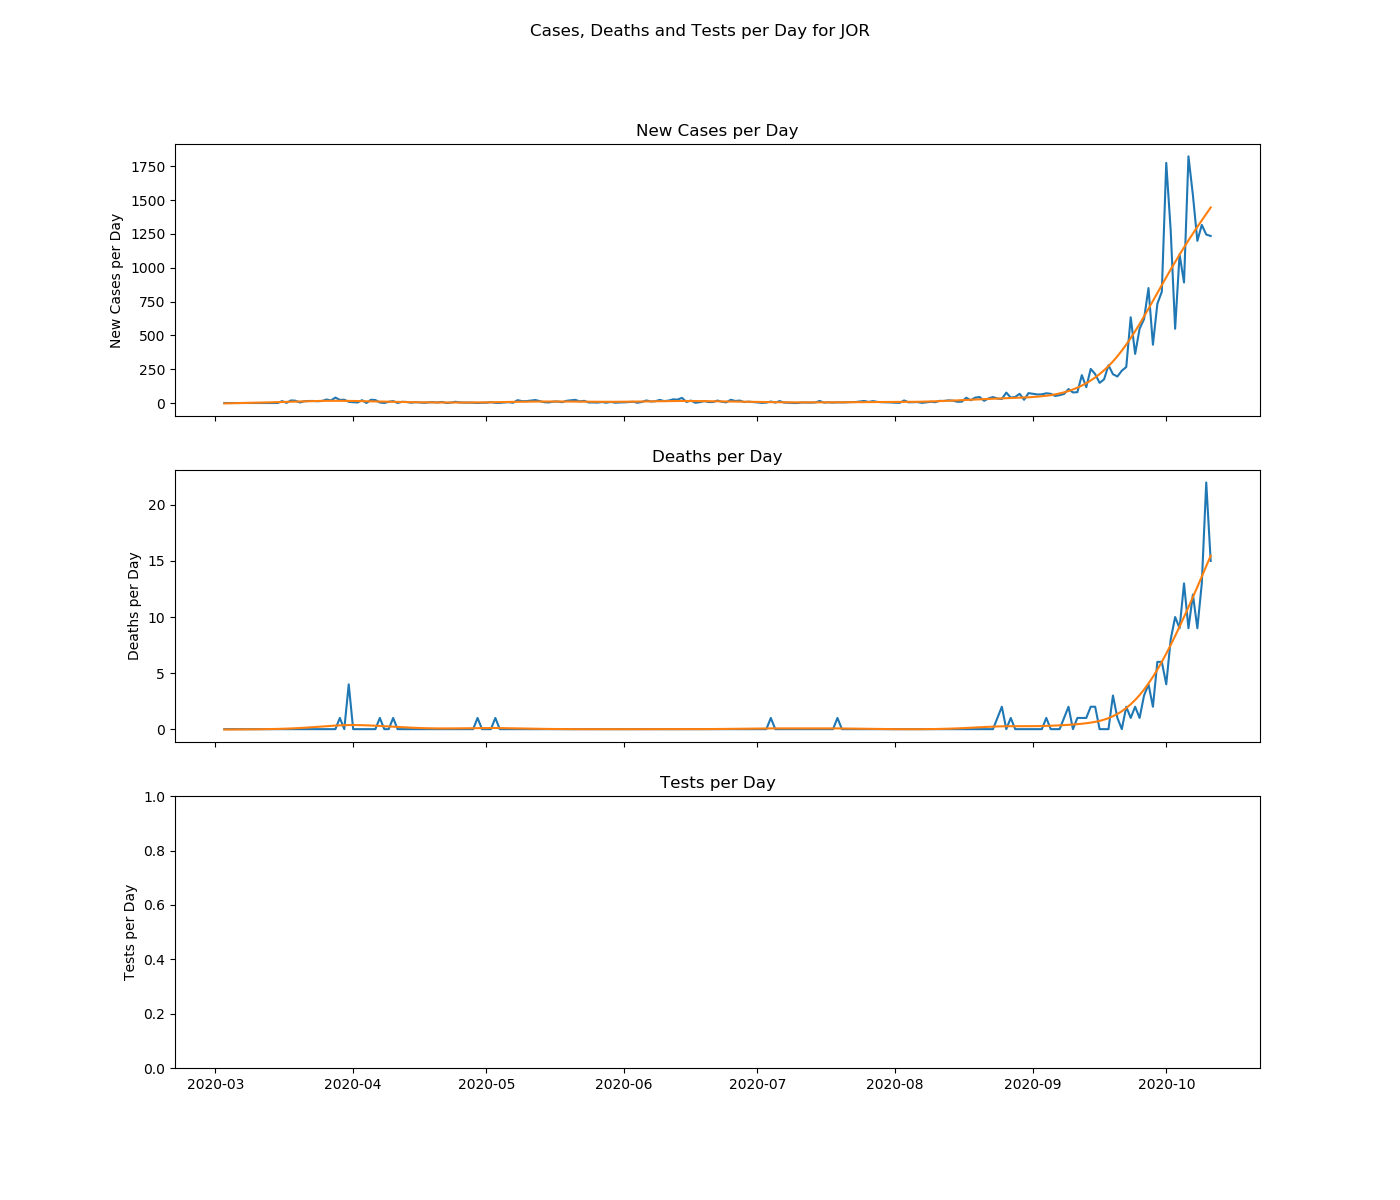 Cases, Deaths and Tests per Day for JOR
New Cases per Day
New Cases per Day
1750
1500
1250
1000
750
500
250
0
Deaths per Day
Deaths per Day
20
15
10
5
0
Tests per Day
Tests per Day
1.0
0.8
0.6
0.4
0.2
0.0
2020-03 2020-04 2020-05 2020-06 2020-07 2020-08 2020-09 2020-10